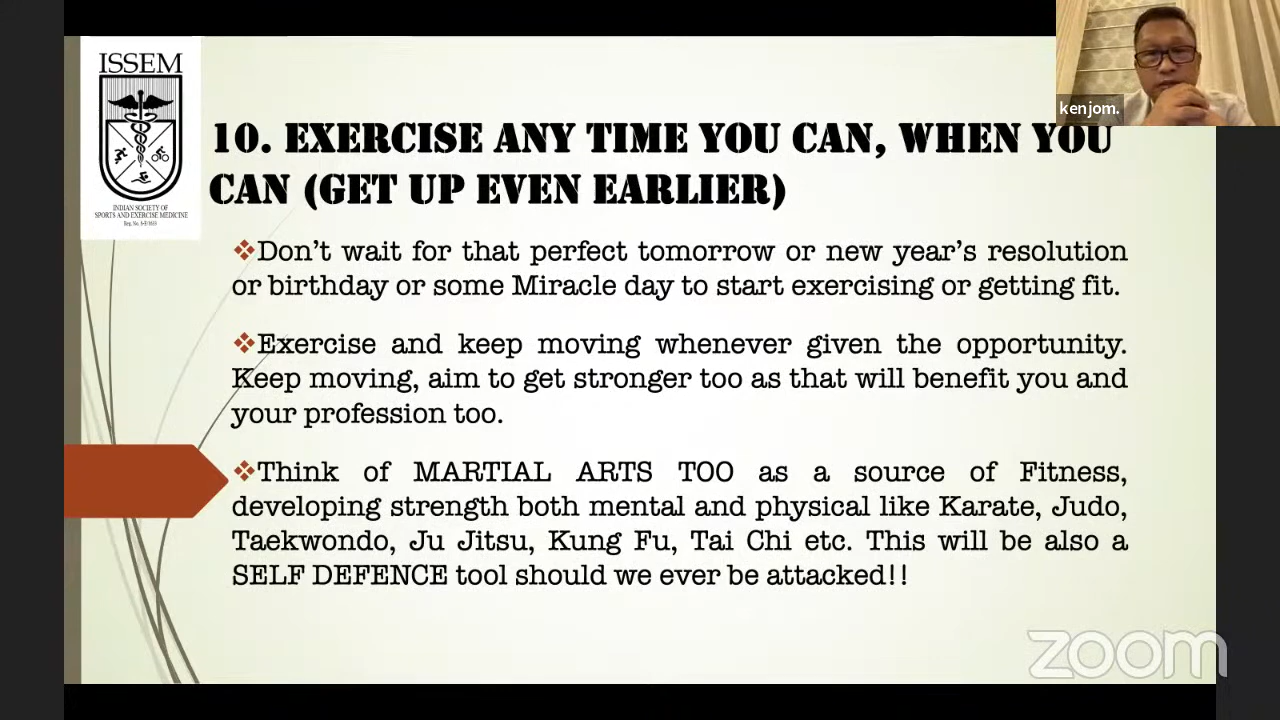 ISSEM
INDIAN SOCIETY OF
SPORTS AND EXERCISE MEDICINE
kenjom.
10. EXERCISE ANY TIME YOU CAN, WHEN YOU
CAN (GET UP EVEN EARLIER)
Don’t wait for that perfect tomorrow or new year’s resolution
or birthday or some Miracle day to start exercising or getting fit.
Exercise and keep moving whenever given the opportunity.
Keep moving, aim to get stronger too as that will benefit you and
your profession too.
Think of MARTIAL ARTS TOO as a source of Fitness,
developing strength both mental and physical like Karate, Judo,
Taekwondo, Ju Jitsu, Kung Fu, Tai Chi etc. This will be also a
SELF DEFENCE tool should we ever be attacked!!
zoom